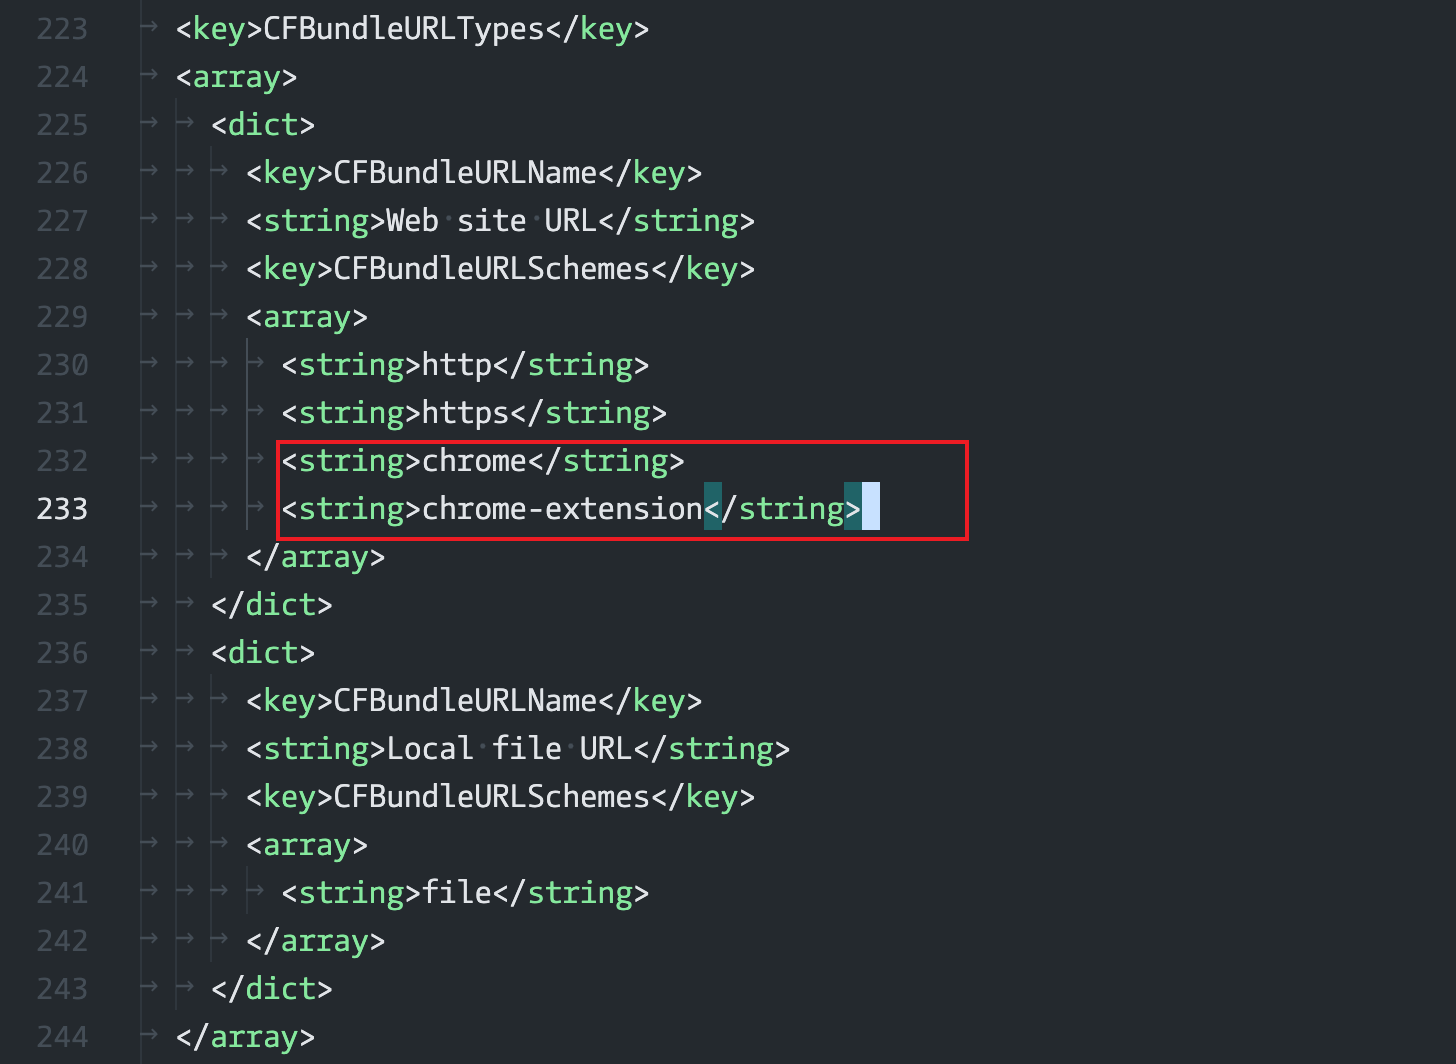 223 <key>CFBundleURLTypes</key>
224 <array>
225 <dict>
226 <key>CFBundleURLName</key>
227 <string>Web site URL</string>
228 <key>CFBundleURLSchemes</key>
229 <array>
230 <string>http</string>
231 <string>https</string>
232 <string>chrome</string>
233 <string>chrome-extension</string>
234 </array>
235 </dict>
236 <dict>
237 <key>CFBundleURLName</key>
238 <string>Local file URL</string>
239 <key>CFBundleURLSchemes</key>
240 <array>
241 <string>file</string>
242 </array>
243 </dict>
244 </array>